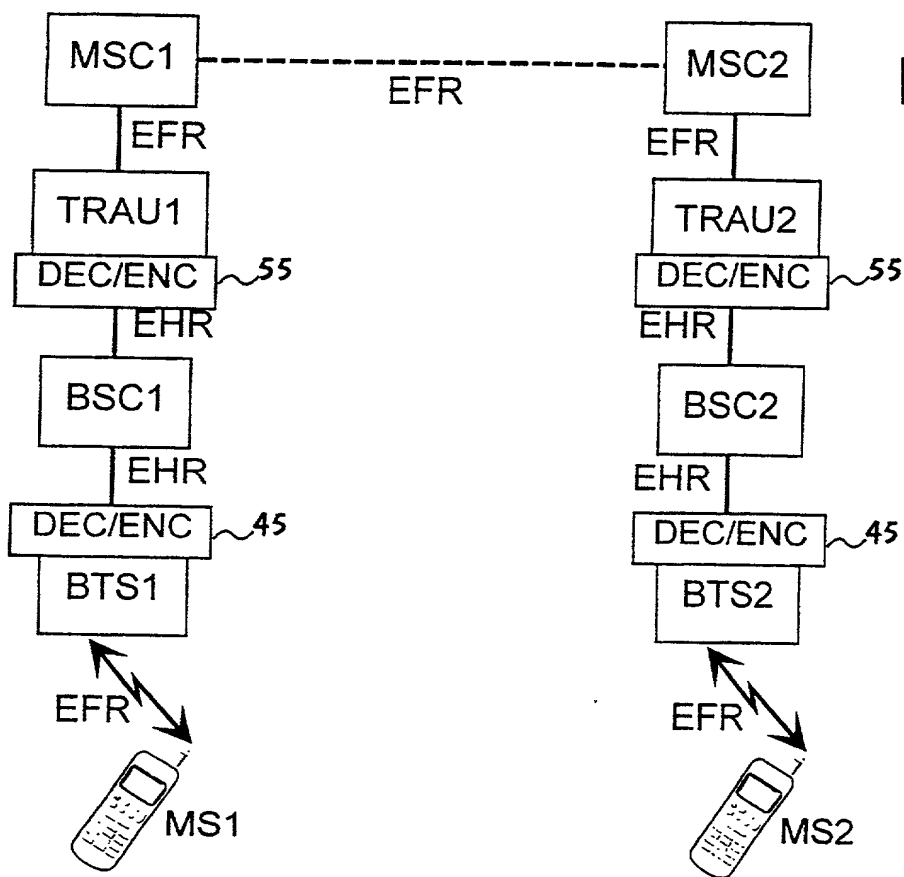 MSC1
MSC2
EFR
EFR
EFR
TRAU1
TRAU2
DEC/ENC 55
DEC/ENC 55
EHR
EHR
BSC1
BSC2
EHR
EHR
DEC/ENC 45
DEC/ENC 45
BTS1
BTS2
EFR
EFR
MS1
MS2